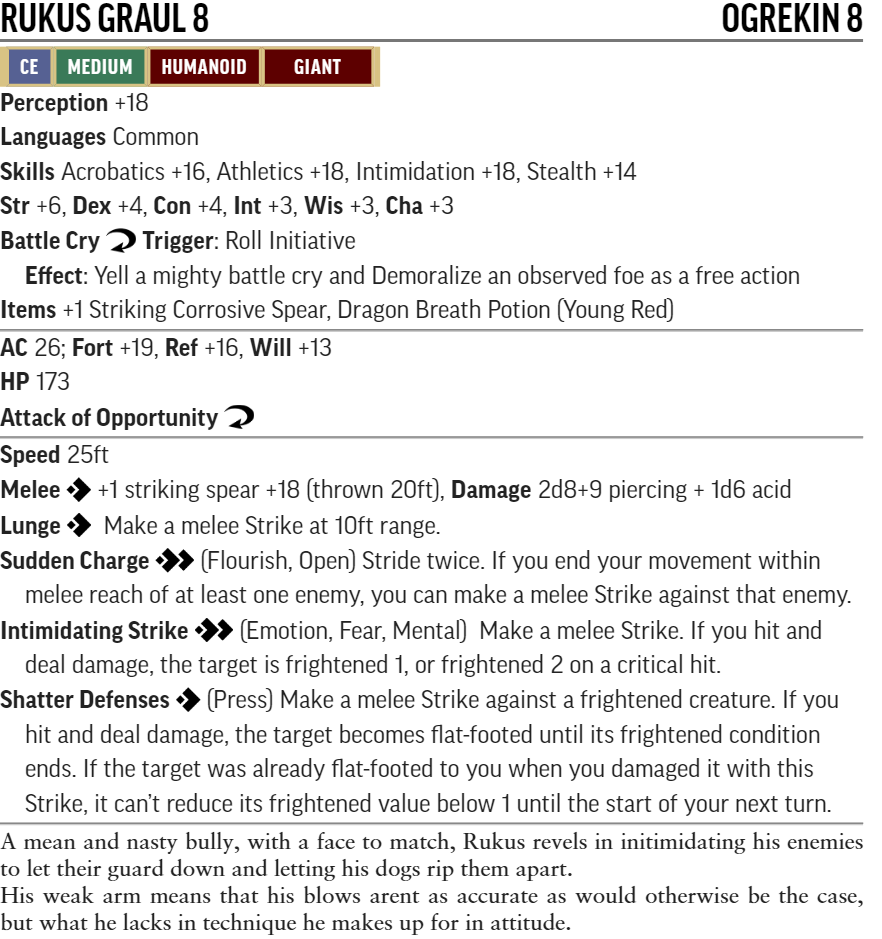 RUKUS GRAUL 8 OGREKIN 8
CE MEDIUM HUMANOID GIANT
Perception +18
Languages Common
Skills Acrobatics +16, Athletics +18, Intimidation +18, Stealth +14
Str +6, Dex +4, Con +4, Int +3, Wis +3, Cha +3
Battle Cry Trigger: Roll Initiative
Effect: Yell a mighty battle cry and Demoralize an observed foe as a free action
Items +1 Striking Corrosive Spear, Dragon Breath Potion (Young Red)
AC 26; Fort +19, Ref +16, Will +13
HP 173
Attack of Opportunity
Speed 25ft
Melee +1 striking spear +18 (thrown 20ft), Damage 2d8+9 piercing + 1d6 acid
Lunge Make a melee Strike at 10ft range.
Sudden Charge (Flourish, Open) Stride twice. If you end your movement within
melee reach of at least one enemy, you can make a melee Strike against that enemy.
Intimidating Strike (Emotion, Fear, Mental) Make a melee Strike. If you hit and
deal damage, the target is frightened 1, or frightened 2 on a critical hit.
Shatter Defenses (Press) Make a melee Strike against a frightened creature. If you
hit and deal damage, the target becomes flat-footed until its frightened condition
ends. If the target was already flat-footed to you when you damaged it with this
Strike, it can't reduce its frightened value below 1 until the start of your next turn.
A mean and nasty bully, with a face to match, Rukus revels in initimidating his enemies
to let their guard down and letting his dogs rip them apart.
His weak arm means that his blows arent as accurate as would otherwise be the case,
but what he lacks in technique he makes up for in attitude.